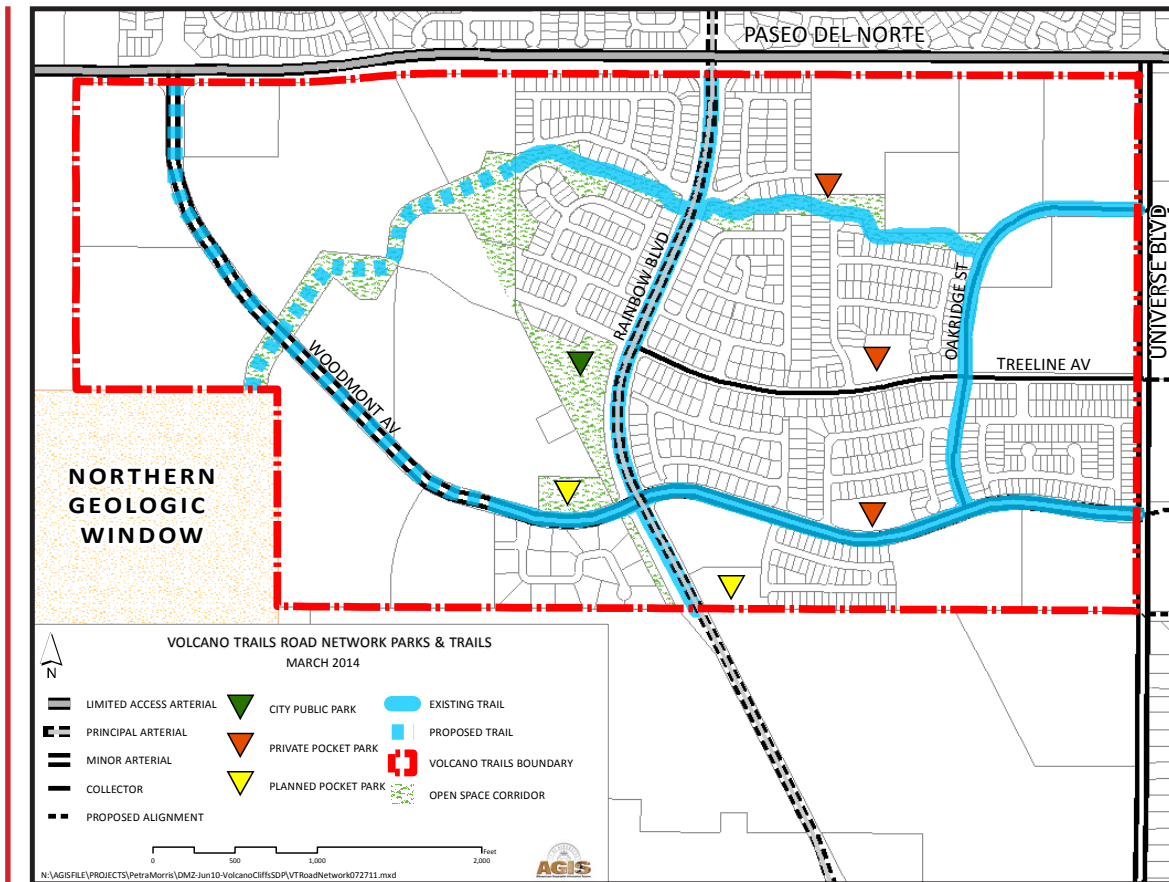 PASEO DEL NORTE
UNIVERSE BLVD
RAINBOW BLVD
OAKRIDGE ST
TREELINE AV
WOODMONT AV
NORTHERN
GEOLOGIC
WINDOW
VOLCANO TRAILS ROAD NETWORK PARKS & TRAILS
MARCH 2014
N
LIMITED ACCESS ARTERIAL
PRINCIPAL ARTERIAL
MINOR ARTERIAL
COLLECTOR
PROPOSED ALIGNMENT
CITY PUBLIC PARK
PRIVATE POCKET PARK
PLANNED POCKET PARK
EXISTING TRAIL
PROPOSED TRAIL
VOLCANO TRAILS BOUNDARY
OPEN SPACE CORRIDOR
Feet
0 500 1,000 2,000
AGIS
N:\AGISFILE\PROJECTS\PetraMorris\DMZ-Jun10-VolcanoCliffsSDP\VTRoadNetwork072711.mxd